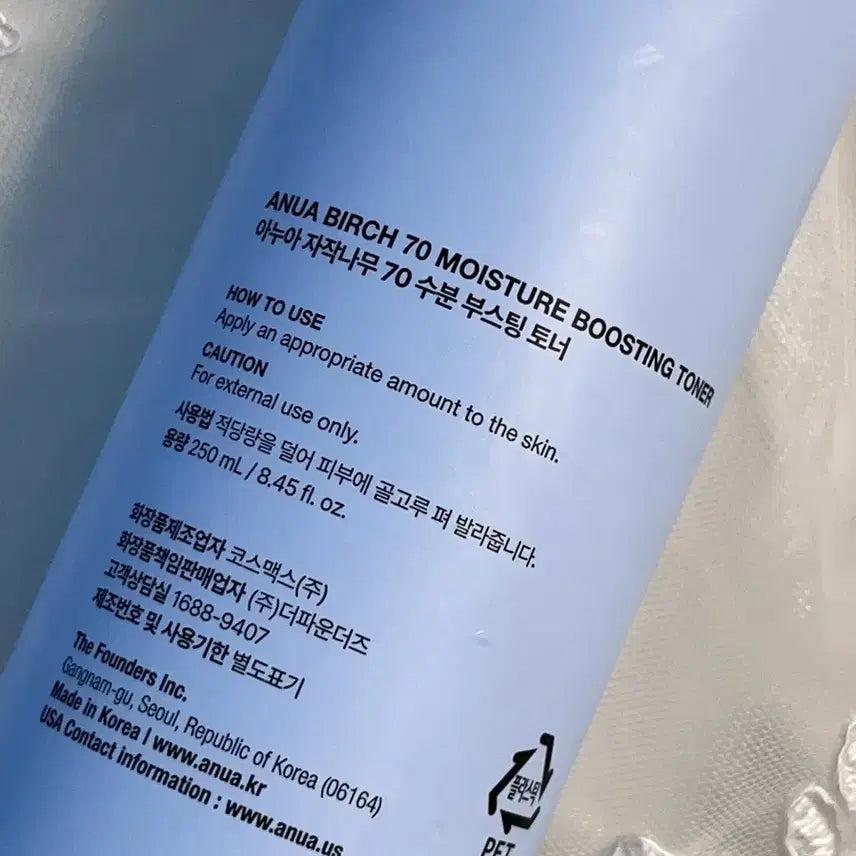 ANUA BIRCH 70 MOISTURE BOOSTING TONER
아누아 자작나무 70 수분 부스팅 토너
HOW TO USE
Apply an appropriate amount to the skin.
CAUTION
For external use only.
사용법 적당량을 덜어 피부에 골고루 펴 발라줍니다.
용량 250 mL / 8.45 fl. oz.
화장품제조업자 코스맥스(주)
화장품책임판매업자 (주)더파운더즈
고객상담실 1688-9407
제조번호 및 사용기한 별도표기
The Founders Inc.
Gangnam-gu, Seoul, Republic of Korea (06164)
Made in Korea I www.anua.kr
USA Contact information : www.anua.us
플라스틱
PET